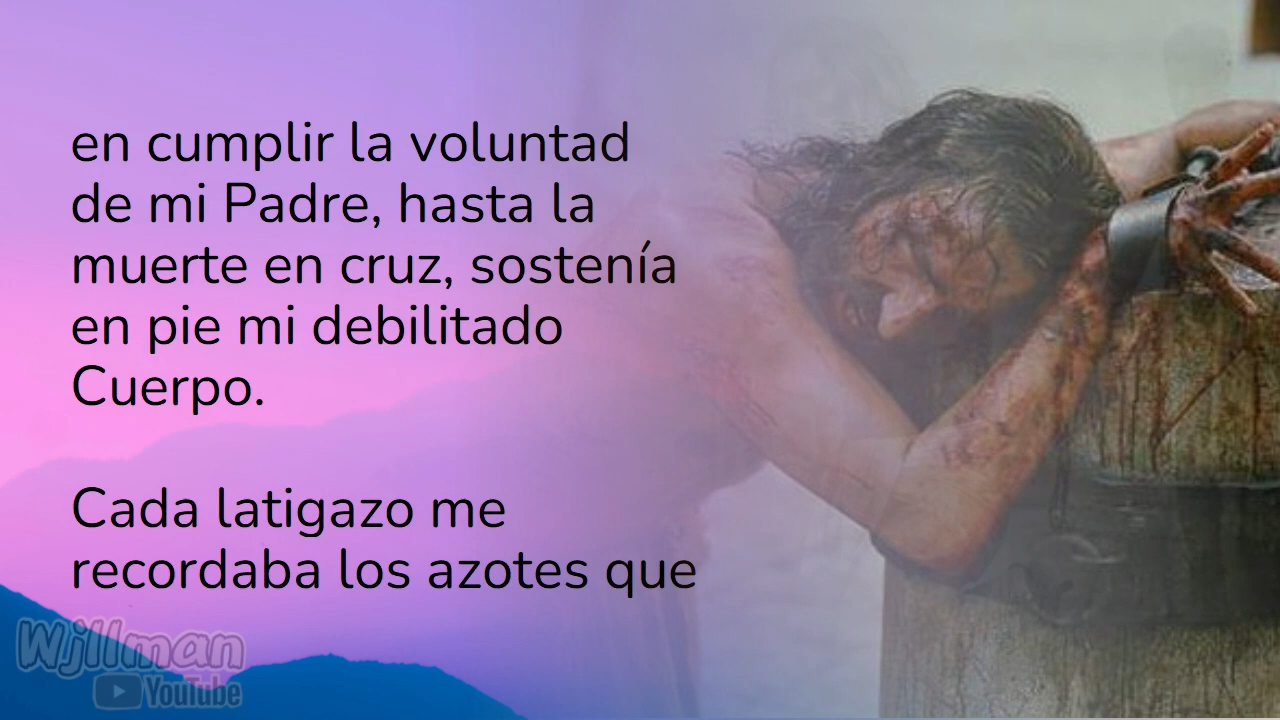 en cumplir la voluntad
de mi Padre, hasta la
muerte en cruz, sostenía
en pie mi debilitado
Cuerpo.
Cada latigazo me
recordaba los azotes que
Wjllman
YouTube